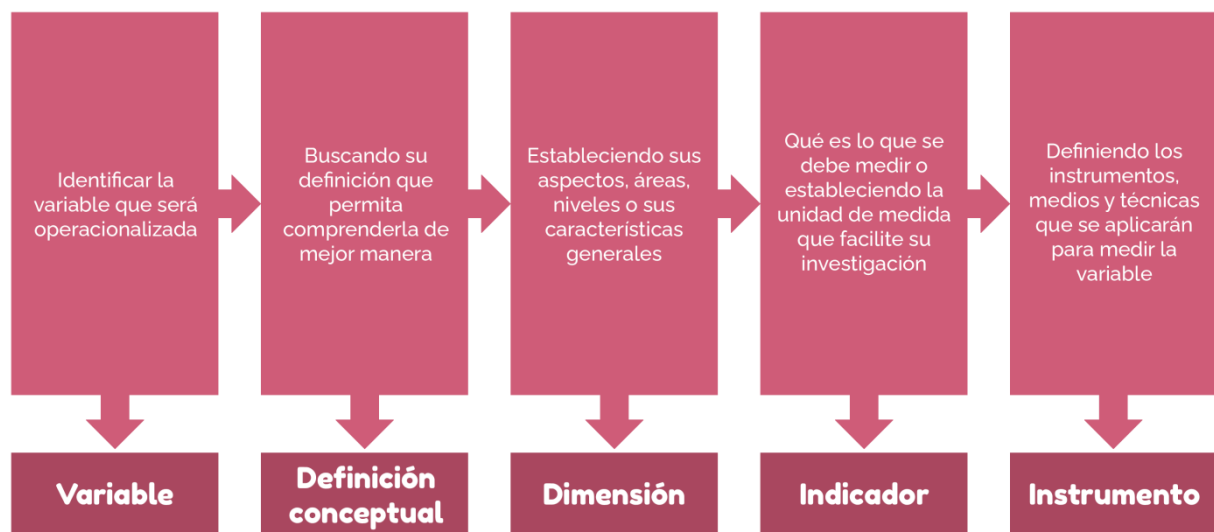 Identificar la
variable que será
operacionalizada
Buscando su
definición que
permita
comprenderla de
mejor manera
Estableciendo sus
aspectos, áreas,
niveles o sus
características
generales
Qué es lo que se
debe medir o
estableciendo la
unidad de medida
que facilite su
investigación
Definiendo los
instrumentos,
medios y técnicas
que se aplicarán
para medir la
variable
Variable
Definición
conceptual
Dimensión
Indicador
Instrumento